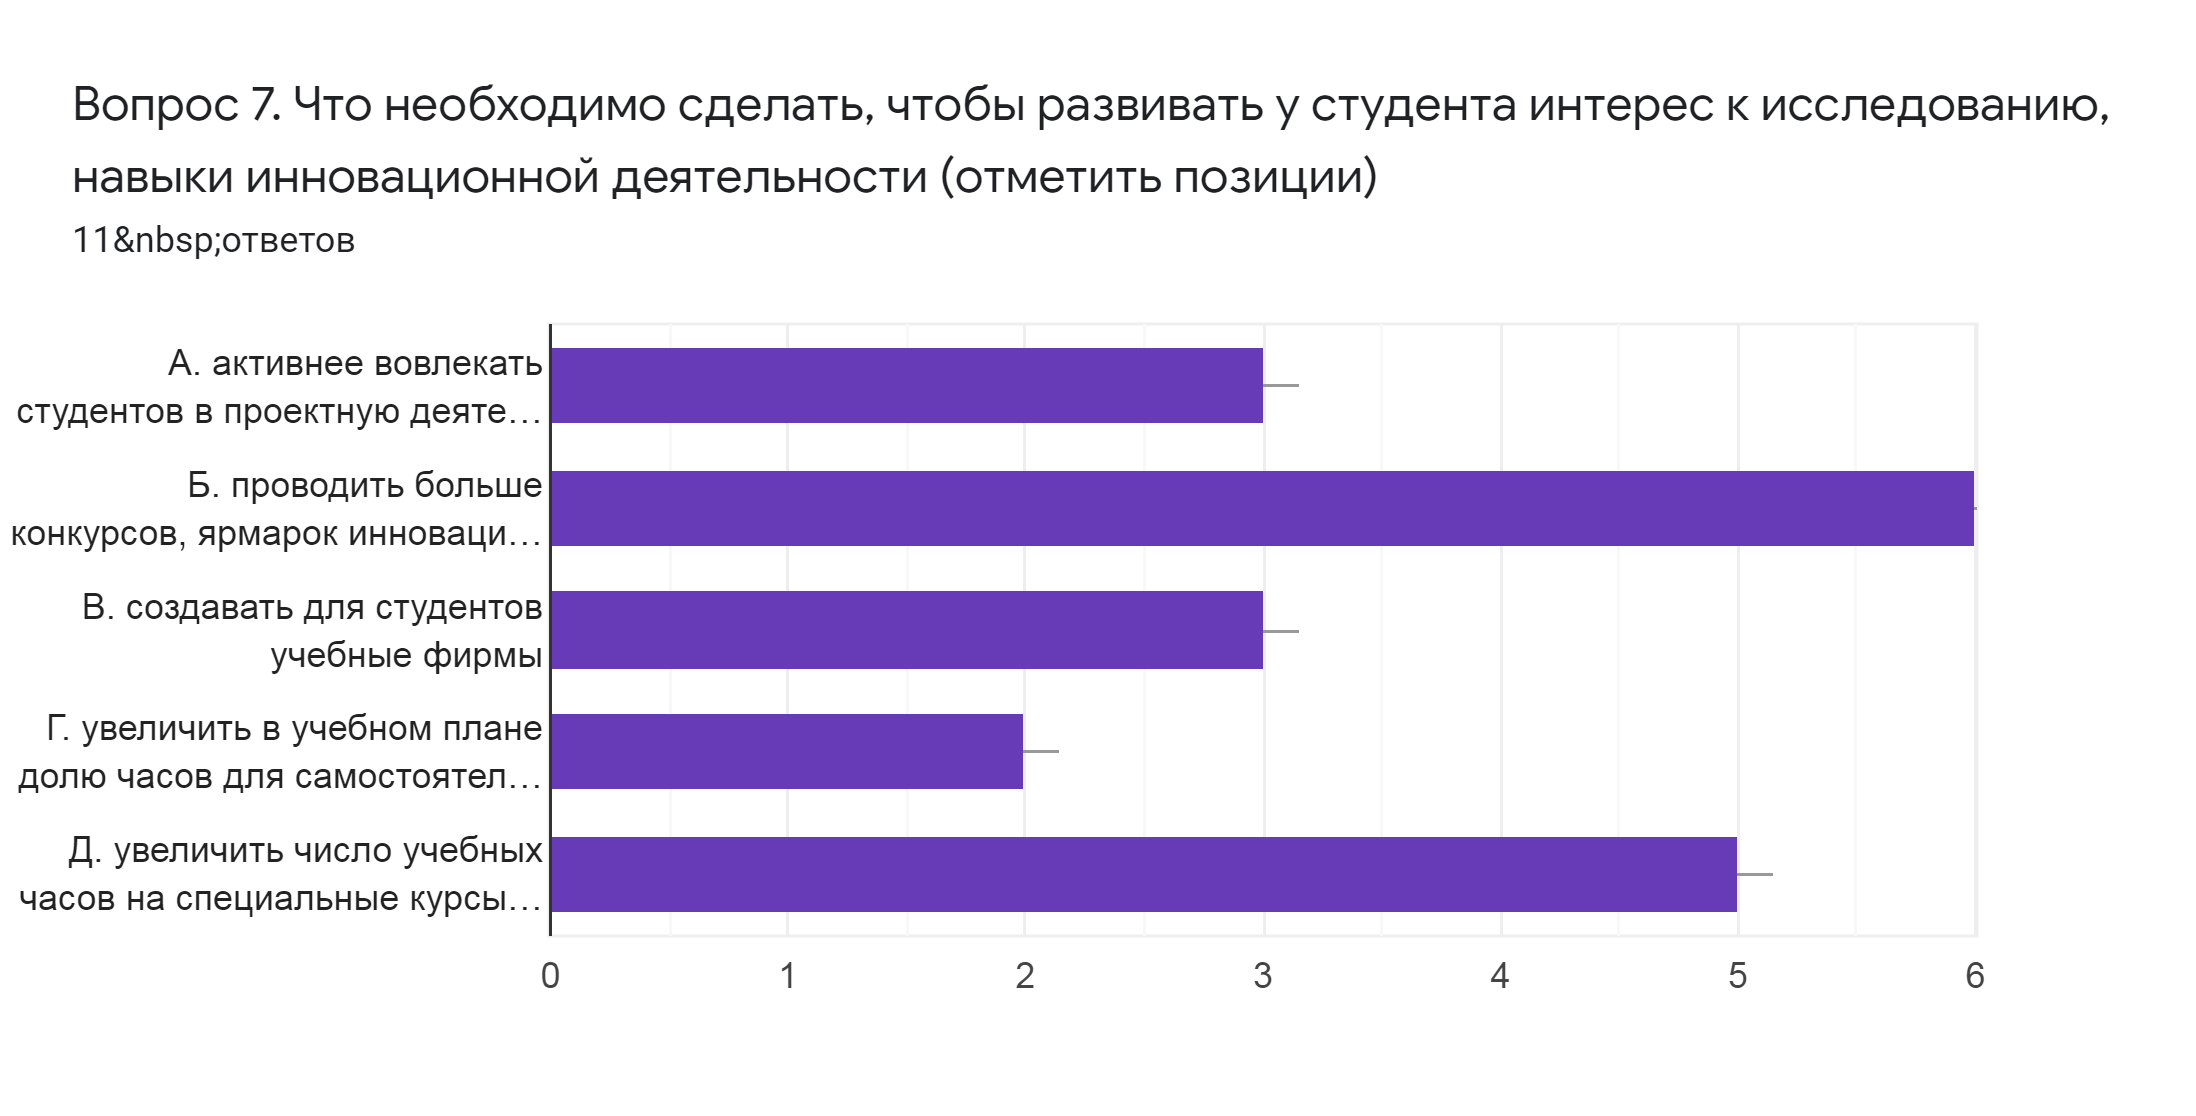 Вопрос 7. Что необходимо сделать, чтобы развивать у студента интерес к исследованию,
навыки инновационной деятельности (отметить позиции)
11&nbsp;ответов
А. активнее вовлекать
студентов в проектную деяте…
Б. проводить больше
конкурсов, ярмарок инноваци…
В. создавать для студентов
учебные фирмы
Г. увеличить в учебном плане
долю часов для самостоятел…
Д. увеличить число учебных
часов на специальные курсы…
0 1 2 3 4 5 6